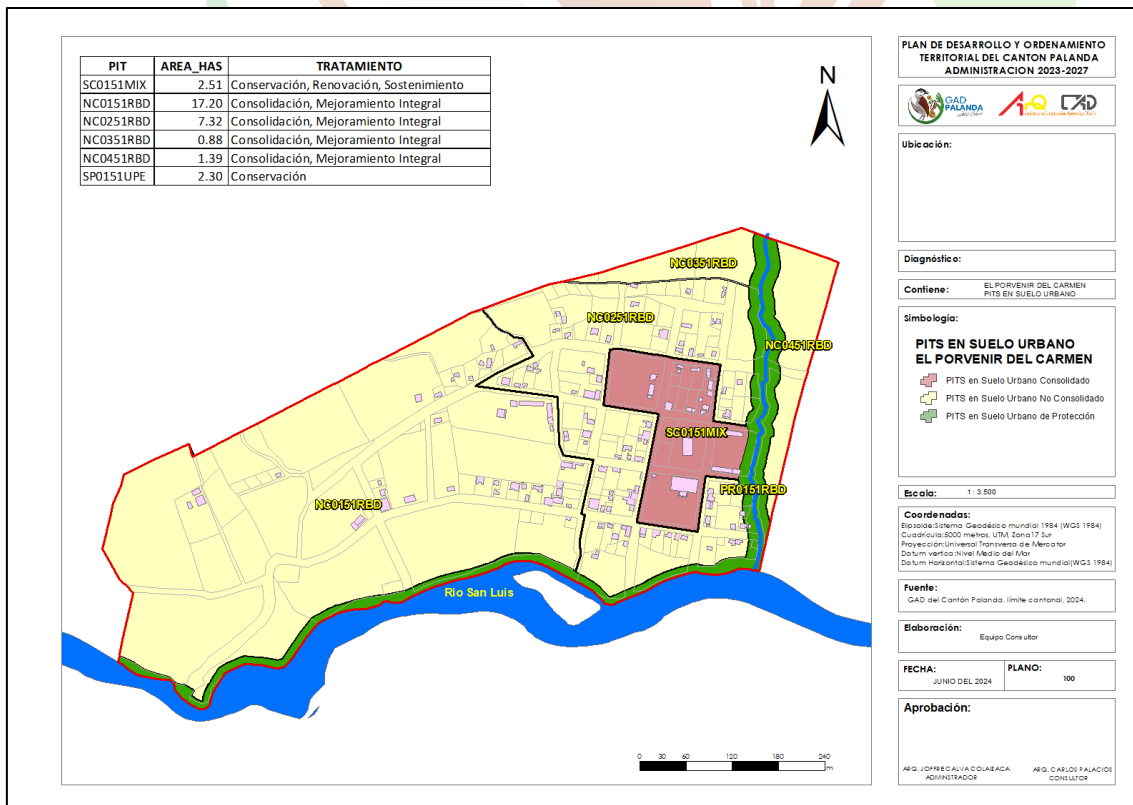 PIT AREA_HAS TRATAMIENTO
SC0151MIX 2.51 Conservación, Renovación, Sostenimiento
NC0151RBD 17.20 Consolidación, Mejoramiento Integral
NC0251RBD 7.32 Consolidación, Mejoramiento Integral
NC0351RBD 0.88 Consolidación, Mejoramiento Integral
NC0451RBD 1.39 Consolidación, Mejoramiento Integral
SP0151UPE 2.30 Conservación
N
NC0351RBD
NC0251RBD
NC0451RBD
SC0151MIX
PR0151RBD
NC0151RBD
Rio San Luis
0 30 60 120 180 240
m
PLAN DE DESARROLLO Y ORDENAMIENTO
TERRITORIAL DEL CANTON PALANDA
ADMINISTRACION 2023-2027
GAD
PALANDA
Ubicación:
Diagnóstico:
Contiene: EL PORVENIR DEL CARMEN
PITS EN SUELO URBANO
Simbología:
PITS EN SUELO URBANO
EL PORVENIR DEL CARMEN
PITS en Suelo Urbano Consolidado
PITS en Suelo Urbano No Consolidado
PITS en Suelo Urbano de Protección
Escala: 1: 3.500
Coordenadas:
Elipsoide:Sistema Geodésico mundial 1984 (WGS 1984)
Cuadrícula:5000 metros, UTM, Zona 17 Sur
Proyección:Universal Transversa de Mercator
Datum vertico:Nivel Medio del Mar
Datum Horizontal:Sistema Geodésico mundial(WGS 1984)
Fuente:
GAD del Cantón Palanda, límite cantonal, 2024.
Elaboración:
Equipo Consultor
FECHA:
JUNIO DEL 2024
PLANO:
100
Aprobación:
ARQ. JOFFRE CALVA COLAIZACA
ADMINISTRADOR
ARQ. CARLOS PALACIOS
CONSULTOR